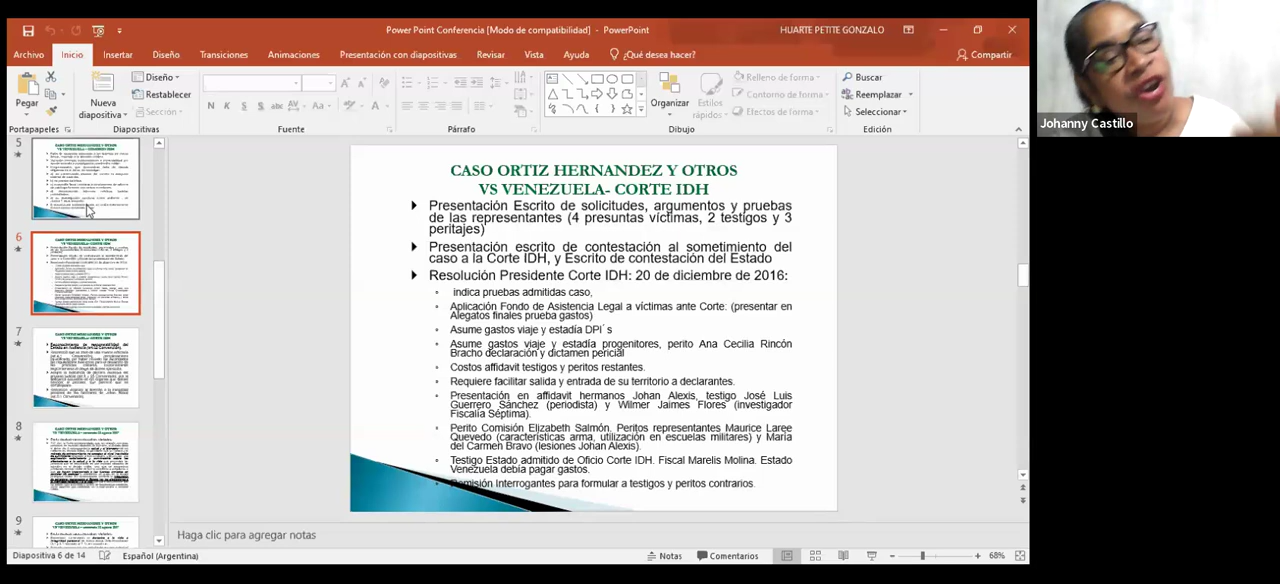 Power Point Conferencia [Modo de compatibilidad] - PowerPoint
HUARTE PETITE GONZALO
Archivo
Inicio
Insertar
Diseño
Transiciones
Animaciones
Presentación con diapositivas
Revisar
Vista
Ayuda
¿Qué desea hacer?
Compartir
Pegar
Portapapeles
Nueva
diapositiva
Diseño
Restablecer
Sección
Diapositivas
N K S S abc AV Aa A
Fuente
Párrafo
Organizar
Estilos
rápidos
Relleno de forma
Contorno de forma
Efectos de forma
Dibujo
Buscar
Reemplazar
Seleccionar
Edición
Johanny Castillo
5
6
7
8
9
CASO ORTIZ HERNANDEZ Y OTROS
VS VENEZUELA- CORTE IDH
Presentación Escrito de solicitudes, argumentos y pruebas
de las representantes (4 presuntas víctimas, 2 testigos y 3
peritajes)
Presentación escrito de contestación al sometimiento del
caso a la Corte IDH, y Escrito de contestación del Estado
Resolución Presidente Corte IDH: 20 de diciembre de 2016:
indica pruebas admitidas caso,
Aplicación Fondo de Asistencia Legal a víctimas ante Corte: (presentar en
Alegatos finales prueba gastos)
Asume gastos viaje y estadía DPI´s
Asume gastos viaje y estadía progenitores, perito Ana Cecilia Rincón
Bracho declaración y dictamen pericial
Costos affidavit testigos y peritos restantes.
Requiere facilitar salida y entrada de su territorio a declarantes.
Presentación en affidavit hermanos Johan Alexis, testigo José Luis
Guerrero Sánchez (periodista) y Wilmer Jaimes Flores (investigador
Fiscalía Séptima).
Perito Comisión Elizabeth Salmón. Peritos representantes Maurice Laree
Quevedo (características arma, utilización en escuelas militares) y María
del Carmen Bravo (lesiones Johan Alexis).
Testigo Estado admitido de Oficio Corte IDH. Fiscal Marelis Molina. Estado
Venezuela debía pagar gastos.
Remisión Interrogantes para formular a testigos y peritos contrarios.
Haga clic para agregar notas
Diapositiva 6 de 14
Español (Argentina)
Notas
Comentarios
68%